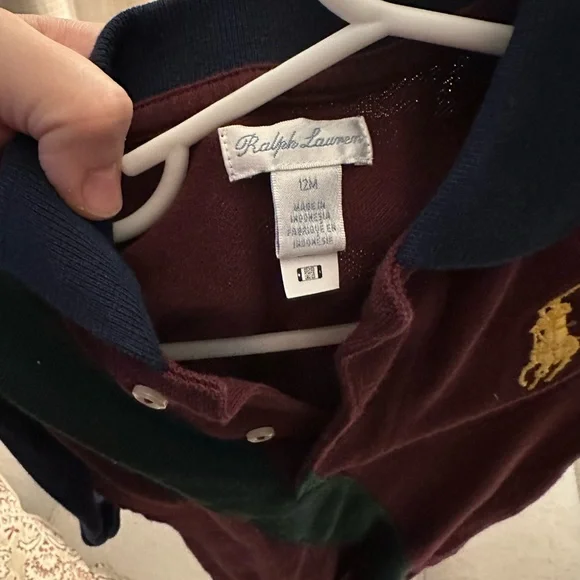 Ralph Lauren
12M
MADE IN
INDONESIA
FABRIQUÉ EN
INDONÉSIE